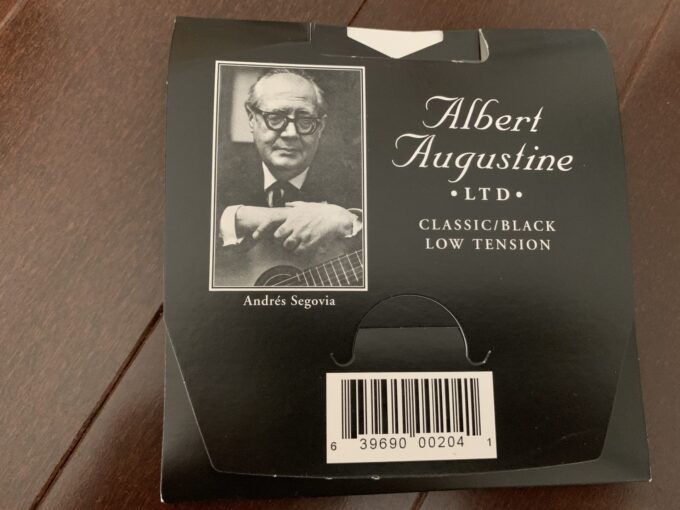 Albert
Augustine
• LTD •
CLASSIC/BLACK
LOW TENSION
Andrés Segovia
6 39690 00204 1